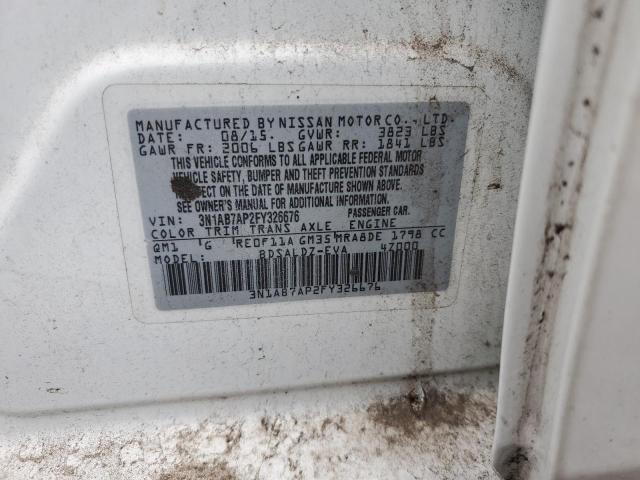 MANUFACTURED BY NISSAN MOTOR CO., LTD.
DATE: 08/15. GVWR: 3823 LBS
GAWR FR: 2006 LBS GAWR RR: 1841 LBS
THIS VEHICLE CONFORMS TO ALL APPLICABLE FEDERAL MOTOR
VEHICLE SAFETY, BUMPER AND THEFT PREVENTION STANDARDS
EFFECT ON THE DATE OF MANUFACTURE SHOWN ABOVE.
SEE OWNER'S MANUAL FOR ADDITIONAL INFORMATION
VIN: 3N1AB7AP2FY326676 PASSENGER CAR
COLOR TRIM TRANS AXLE ENGINE
QM1 G RE0F11A GM35 MRA8DE 1798 CC
MODEL: BDSALDZ-EVA 4Z000
3N1AB7AP2FY326676